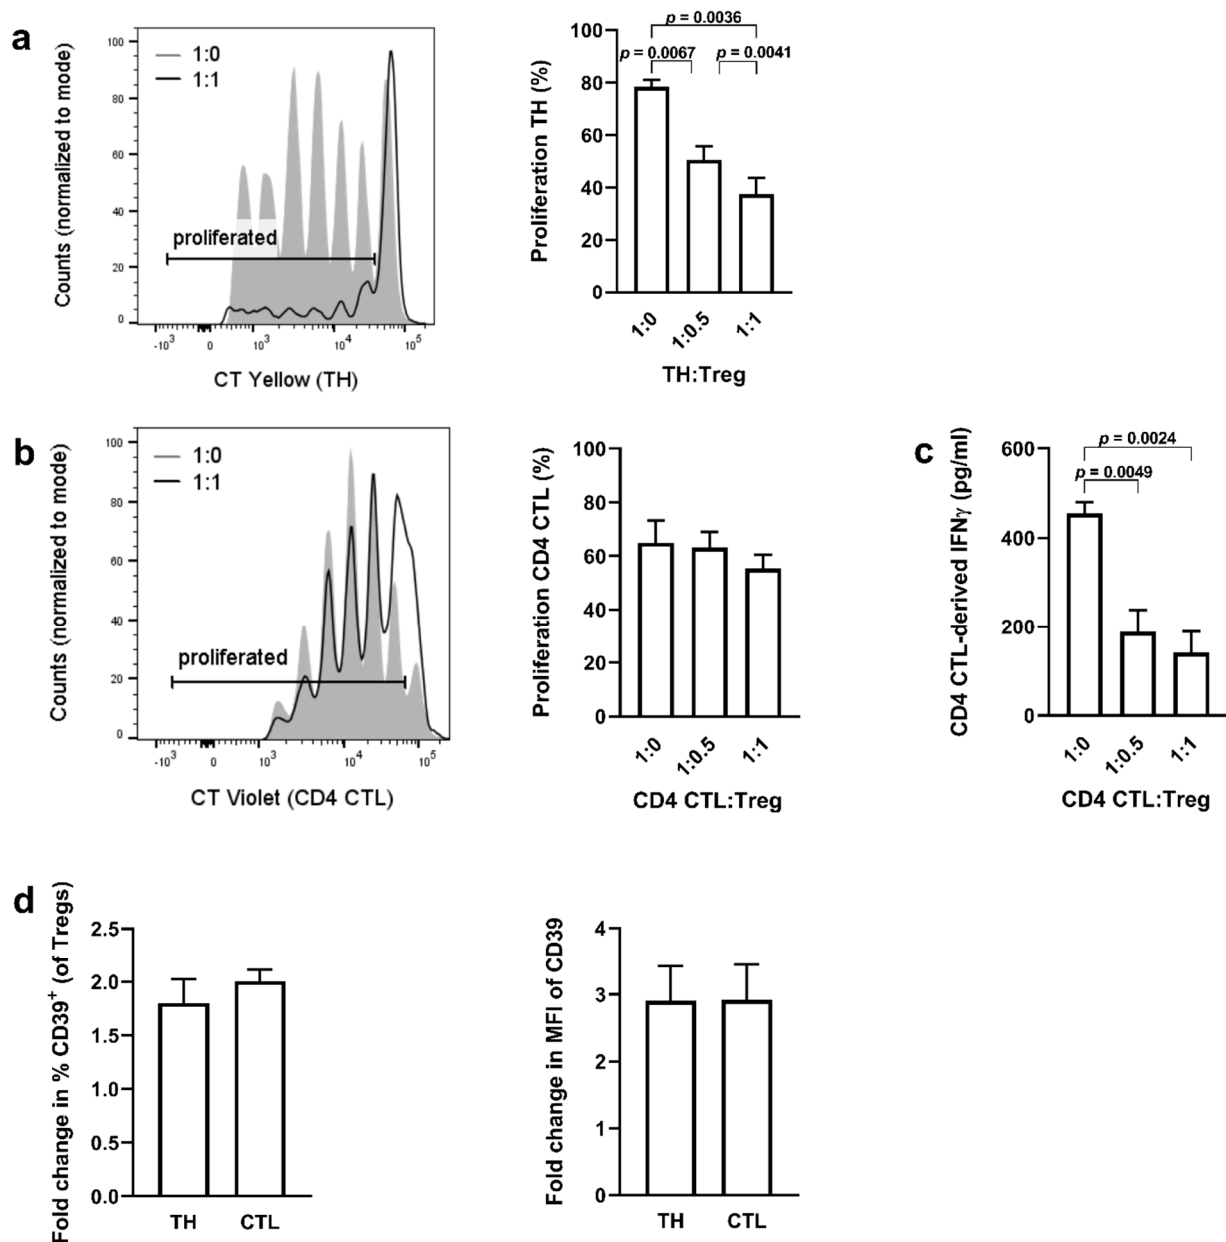 a
Counts (normalized to mode)
100
80
60
40
20
0
1:0
1:1
proliferated
-10³
0
10³
10⁴
10⁵
CT Yellow (TH)
Proliferation TH (%)
100
80
60
40
20
0
p = 0.0036
p = 0.0067
p = 0.0041
1:0
1:0.5
1:1
TH:Treg
b
Counts (normalized to mode)
100
80
60
40
20
0
1:0
1:1
proliferated
-10³
0
10³
10⁴
10⁵
CT Violet (CD4 CTL)
Proliferation CD4 CTL (%)
100
80
60
40
20
0
1:0
1:0.5
1:1
CD4 CTL:Treg
c
CD4 CTL-derived IFNγ (pg/ml)
600
400
200
0
p = 0.0024
p = 0.0049
1:0
1:0.5
1:1
CD4 CTL:Treg
d
Fold change in % CD39⁺ (of Tregs)
2.5
2.0
1.5
1.0
0.5
0.0
TH
CTL
Fold change in MFI of CD39
4
3
2
1
0
TH
CTL